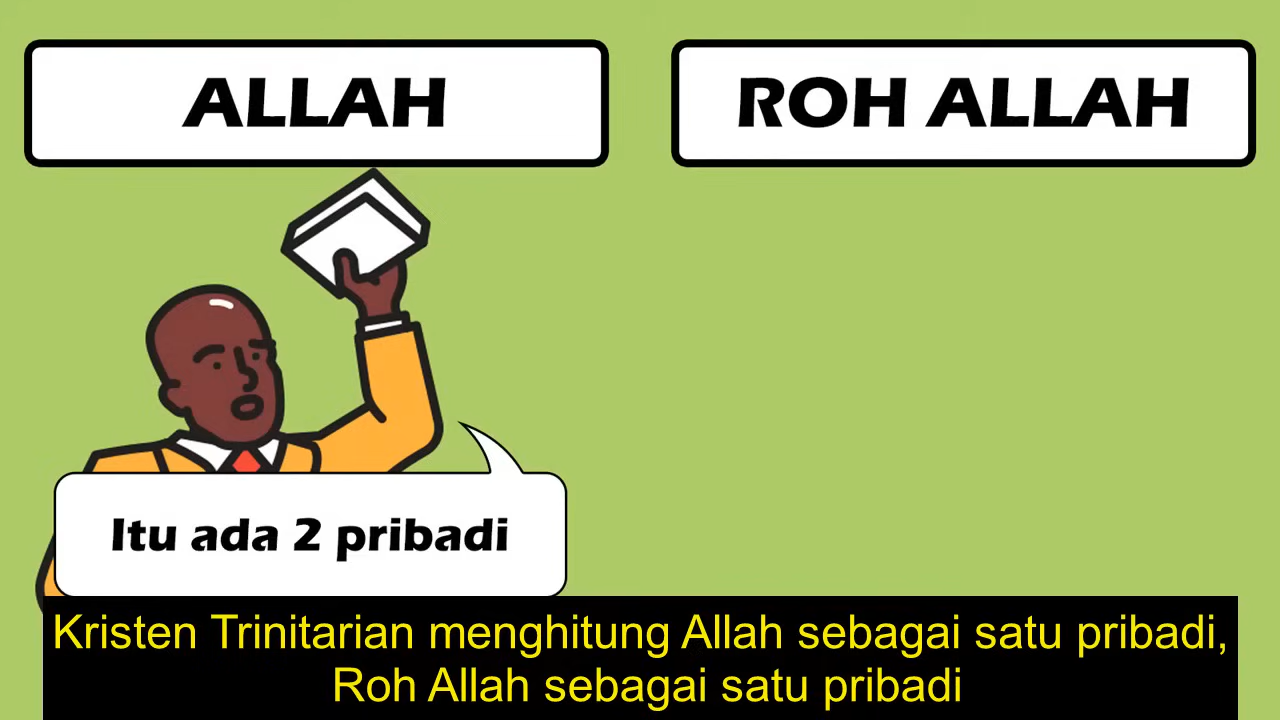 ALLAH
ROH ALLAH
Itu ada 2 pribadi
Kristen Trinitarian menghitung Allah sebagai satu pribadi,
Roh Allah sebagai satu pribadi